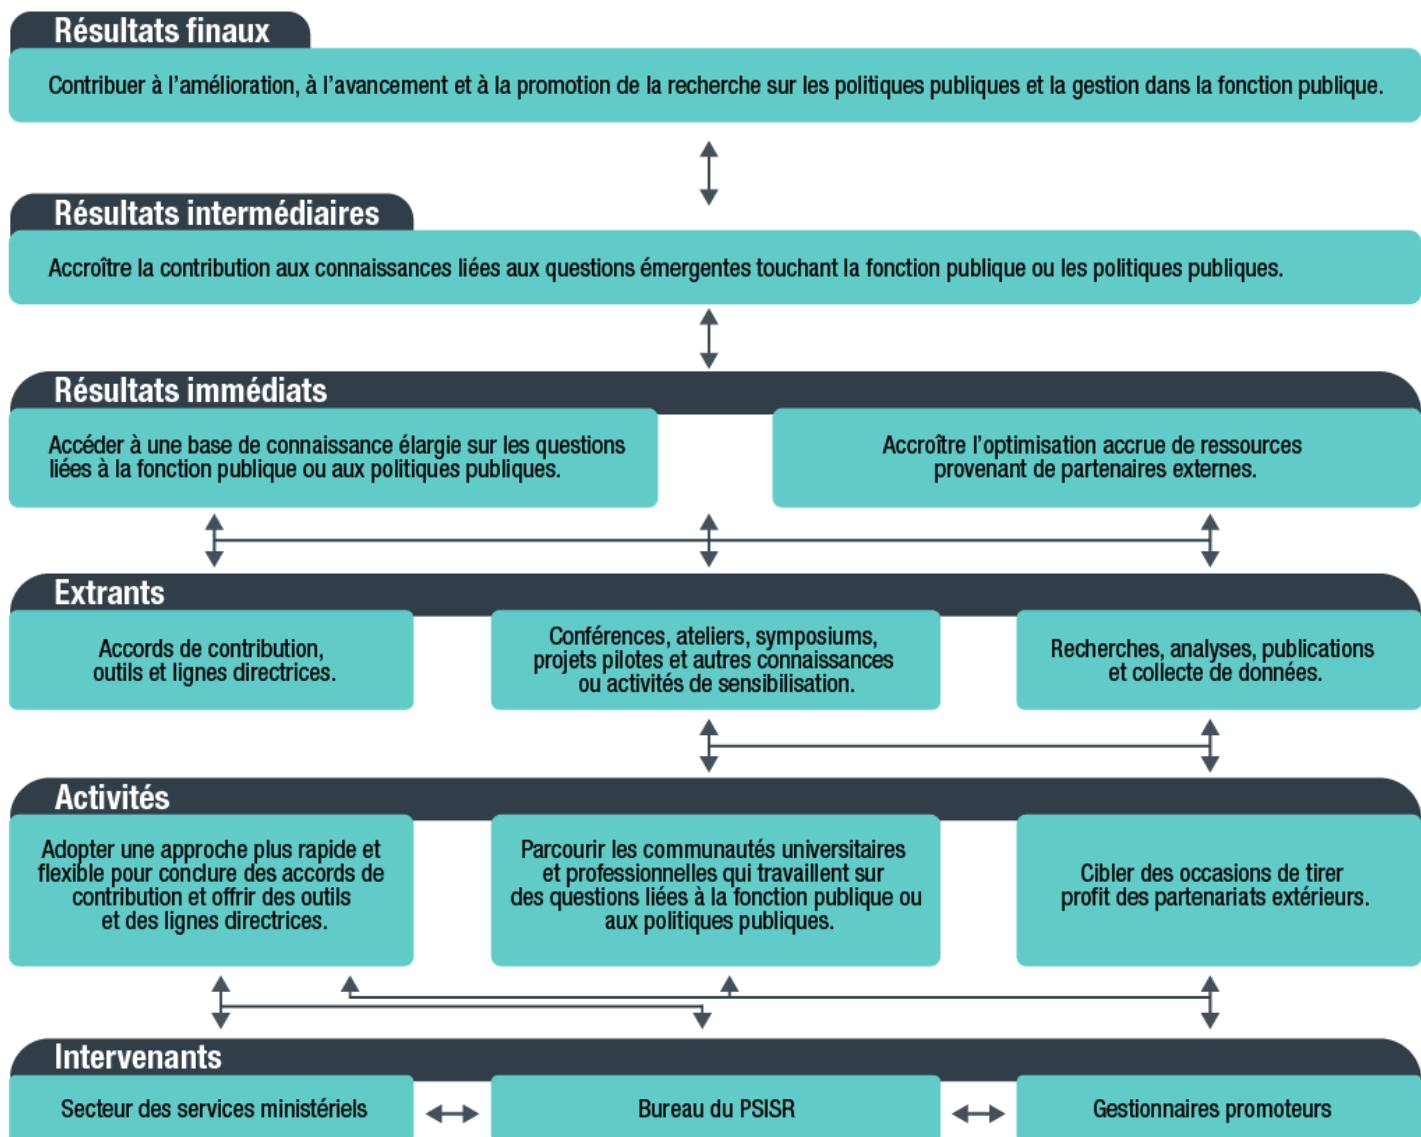 Résultats finaux
Contribuer à l’amélioration, à l’avancement et à la promotion de la recherche sur les politiques publiques et la gestion dans la fonction publique.
Résultats intermédiaires
Accroître la contribution aux connaissances liées aux questions émergentes touchant la fonction publique ou les politiques publiques.
Résultats immédiats
Accéder à une base de connaissance élargie sur les questions
liées à la fonction publique ou aux politiques publiques.
Accroître l’optimisation accrue de ressources
provenant de partenaires externes.
Extrants
Accords de contribution,
outils et lignes directrices.
Conférences, ateliers, symposiums,
projets pilotes et autres connaissances
ou activités de sensibilisation.
Recherches, analyses, publications
et collecte de données.
Activités
Adopter une approche plus rapide et
flexible pour conclure des accords de
contribution et offrir des outils
et des lignes directrices.
Parcourir les communautés universitaires
et professionnelles qui travaillent sur
des questions liées à la fonction publique ou
aux politiques publiques.
Cibler des occasions de tirer
profit des partenariats extérieurs.
Intervenants
Secteur des services ministériels
Bureau du PSISR
Gestionnaires promoteurs